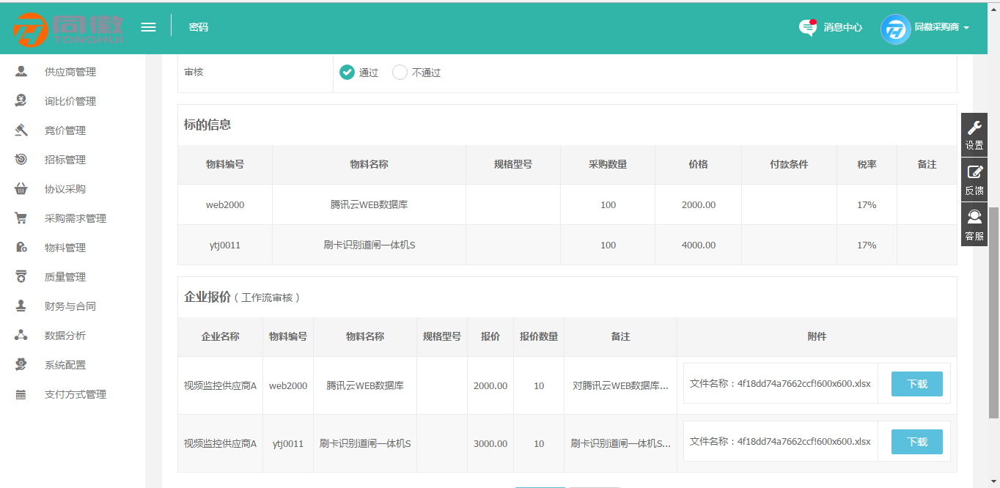 同徽
TONGHUI
密码
消息中心
同徽采购商
供应商管理
询比价管理
竞价管理
招标管理
协议采购
采购需求管理
物料管理
质量管理
财务与合同
数据分析
系统配置
支付方式管理
审核 通过 不通过
标的信息
物料编号 物料名称 规格型号 采购数量 价格 付款条件 税率 备注
web2000 腾讯云WEB数据库 100 2000.00 17%
ytj0011 刷卡识别道闸一体机S 100 4000.00 17%
企业报价（工作流审核）
企业名称 物料编号 物料名称 规格型号 报价 报价数量 备注 附件
视频监控供应商A web2000 腾讯云WEB数据库 2000.00 10 对腾讯云WEB数据库... 文件名称：4f18dd74a7662ccf!600x600.xlsx 下载
视频监控供应商A ytj0011 刷卡识别道闸一体机S 3000.00 10 刷卡识别道闸一体机S... 文件名称：4f18dd74a7662ccf!600x600.xlsx 下载
设置
反馈
客服